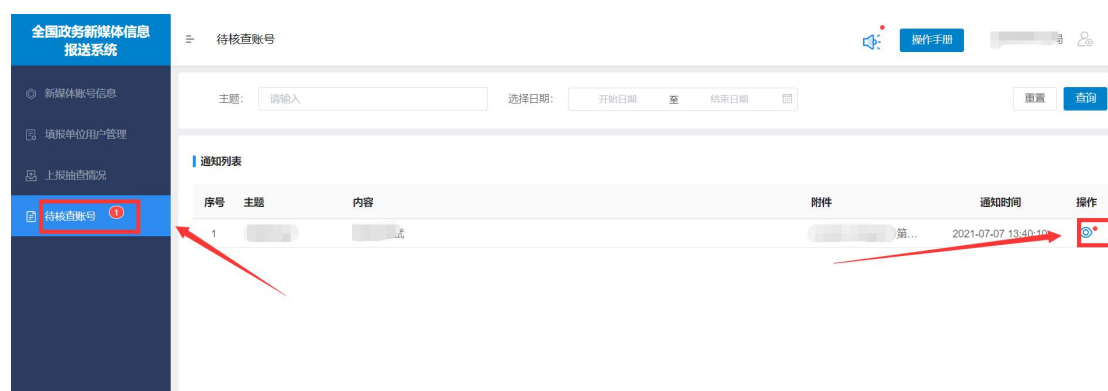 全国政务新媒体信息
报送系统
待核查账号
操作手册
局
新媒体账号信息
主题： 请输入 选择日期： 开始日期 至 结束日期 重置 查询
填报单位用户管理
通知列表
上报抽查情况
序号 主题 内容 附件 通知时间 操作
待核查账号 1
1 试 第... 2021-07-07 13:40:10